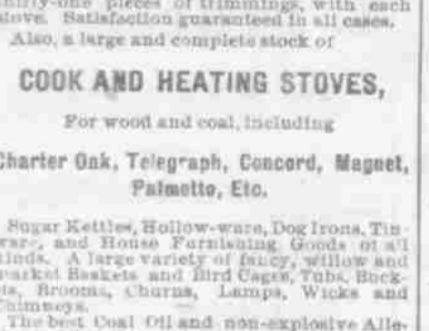 thirty-one pieces of trimmings, with each
stove. Satisfaction guaranteed in all cases.
Also, a large and complete stock of
COOK AND HEATING STOVES,
For wood and coal, including
Charter Oak, Telegraph, Concord, Magnet,
Palmetto, Etc.
Sugar Kettles, Hollow-ware, Dog Irons, Tin-
ware, and House Furnishing Goods of a'l
kinds. A large variety of fancy, willow and
market Baskets and Bird Cages, Tubs, Buck-
ets, Brooms, Churns, Lamps, Wicks and
Chimneys.
The best Coal Oil and non-explosive Alle-